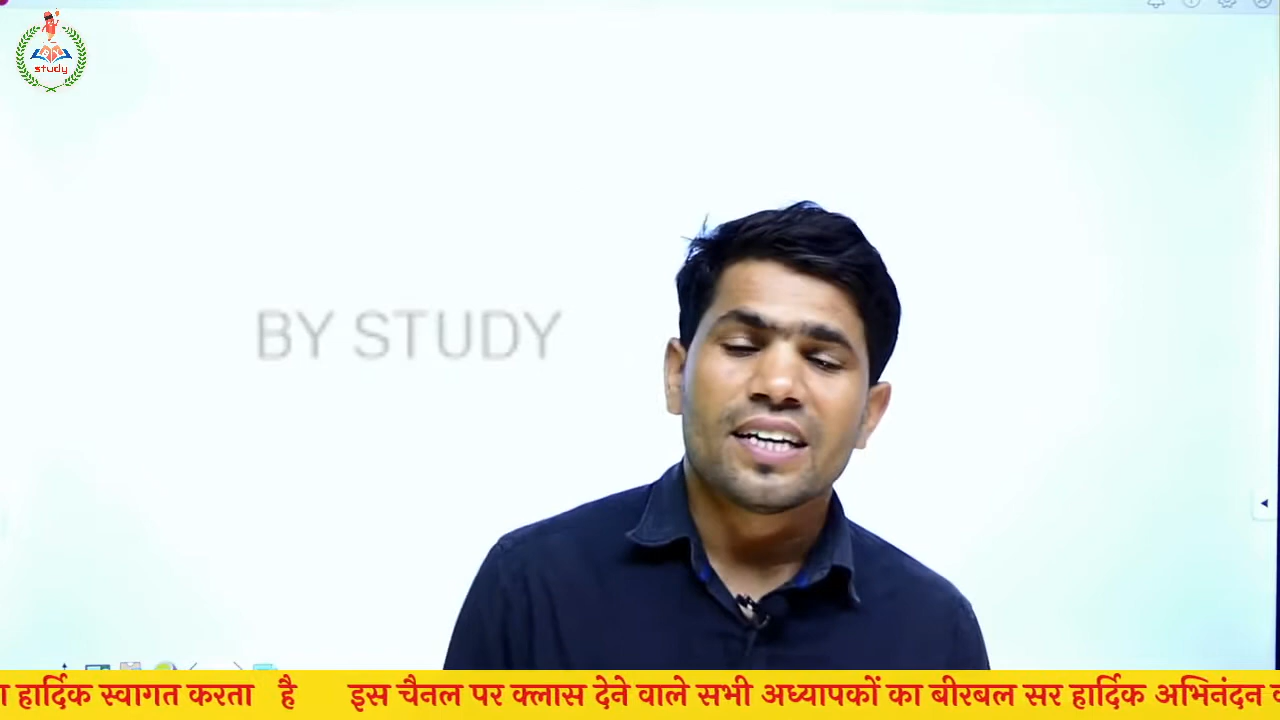 study
BY STUDY
हार्दिक स्वागत करता है इस चैनल पर क्लास देने वाले सभी अध्यापकों का बीरबल सर हार्दिक अभिनंदन